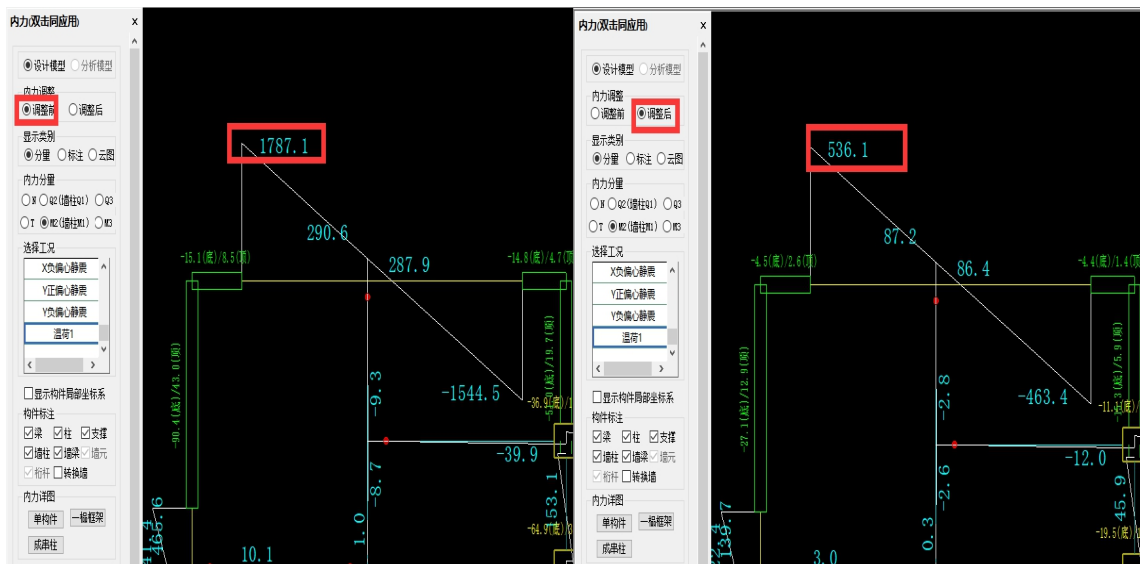 内力(双击同应用) x
设计模型 分析模型
内力调整
调整前 调整后
显示类别
分量 标注 云图
内力分量
N Q2(墙柱Q1) Q3
T M2(墙柱M1) M3
选择工况
X负偏心静震
Y正偏心静震
Y负偏心静震
温荷1
显示构件局部坐标系
构件标注
梁 柱 支撑
墙柱 墙梁 墙元
桁杆 转换墙
内力详图
单构件 一榀框架
成串柱
1787.1
290.6
287.9
-15.1(底)/8.5(顶)
-14.8(底)/4.7(顶
-90.4(底)/43.0(顶)
-9.3
-1544.5
-39.9
-8.7
153.1
465.6
1.0
10.1
内力(双击同应用) x
设计模型 分析模型
内力调整
调整前 调整后
显示类别
分量 标注 云图
内力分量
N Q2(墙柱Q1) Q3
T M2(墙柱M1) M3
选择工况
X负偏心静震
Y正偏心静震
Y负偏心静震
温荷1
显示构件局部坐标系
构件标注
梁 柱 支撑
墙柱 墙梁 墙元
桁杆 转换墙
内力详图
单构件 一榀框架
成串柱
536.1
87.2
86.4
-4.5(底)/2.6(顶)
-4.4(底)/1.4(顶
-27.1(底)/12.9(顶)
-2.8
-463.4
-12.0
-2.6
45.9
139.7
-19.5(底)
0.3
3.0